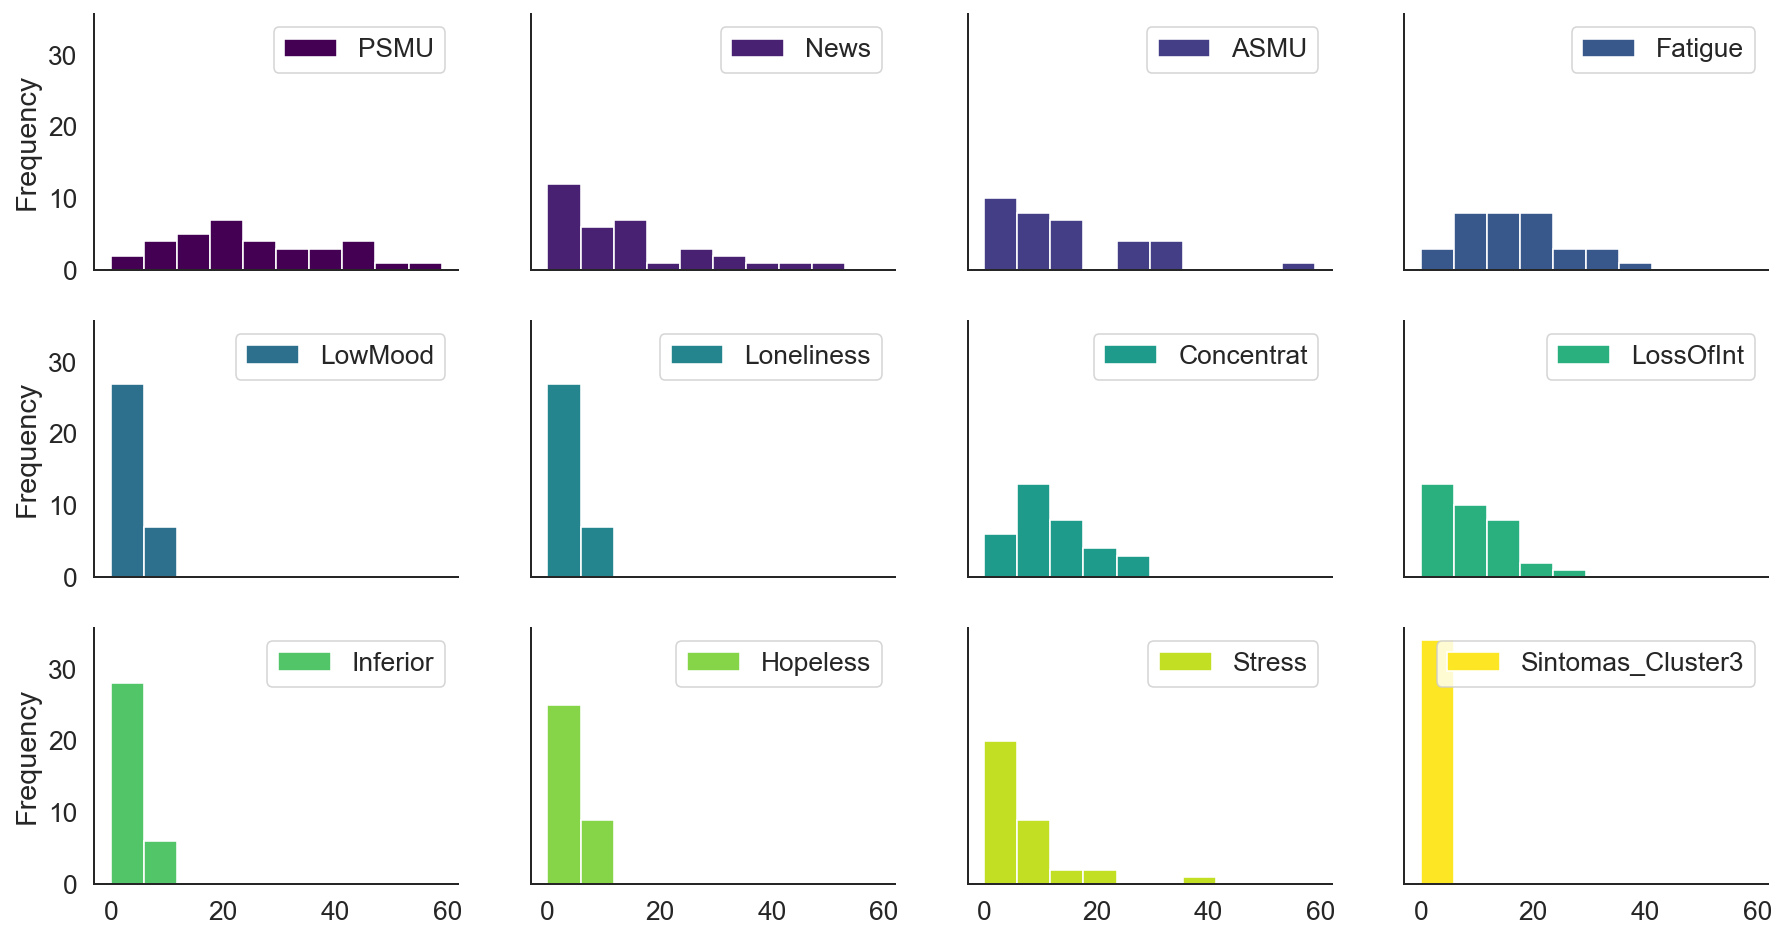 PSMU
News
ASMU
Fatigue
30
20
10
0
Frequency
LowMood
Loneliness
Concentrat
LossOfInt
30
20
10
0
Frequency
Inferior
Hopeless
Stress
Sintomas_Cluster3
30
20
10
0
Frequency
0 20 40 60
0 20 40 60
0 20 40 60
0 20 40 60